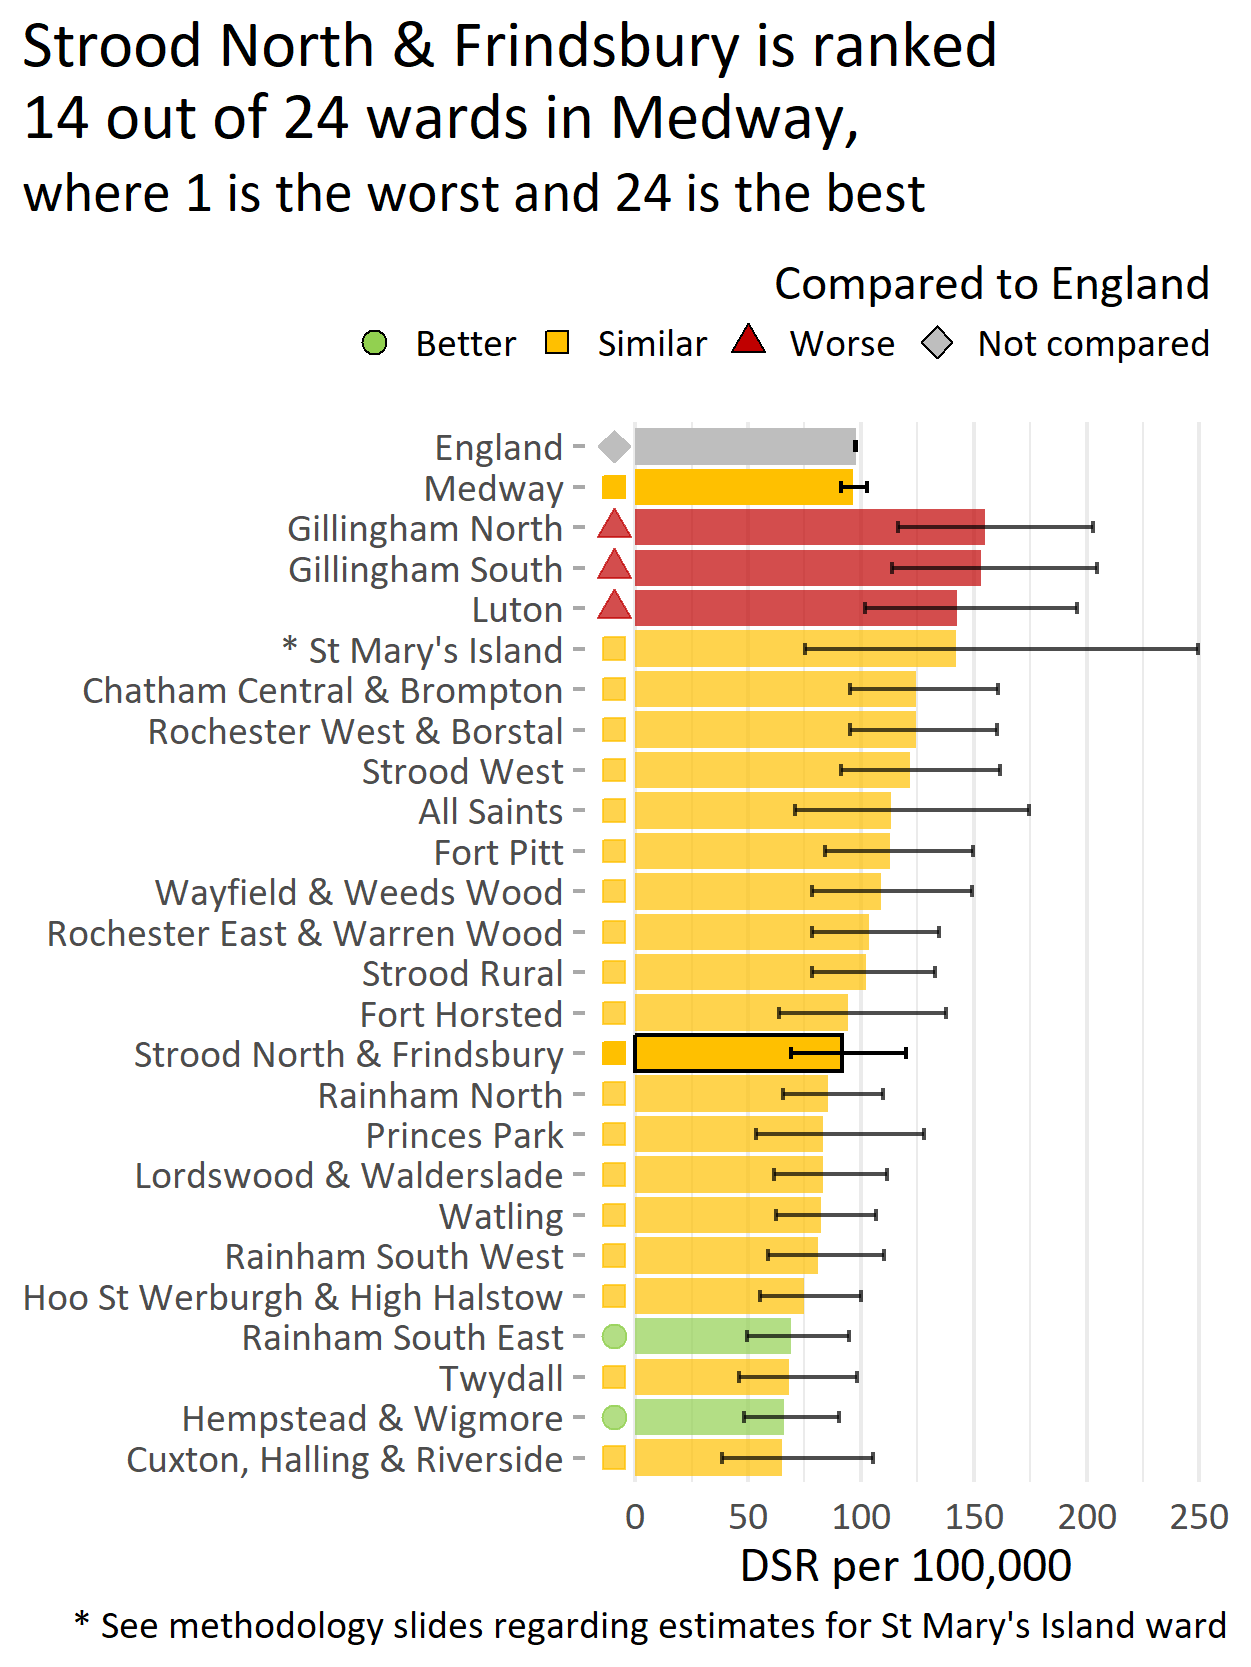 Strood North & Frindsbury is ranked
14 out of 24 wards in Medway,
where 1 is the worst and 24 is the best
Compared to England
Better Similar Worse Not compared
England
Medway
Gillingham North
Gillingham South
Luton
* St Mary's Island
Chatham Central & Brompton
Rochester West & Borstal
Strood West
All Saints
Fort Pitt
Wayfield & Weeds Wood
Rochester East & Warren Wood
Strood Rural
Fort Horsted
Strood North & Frindsbury
Rainham North
Princes Park
Lordswood & Walderslade
Watling
Rainham South West
Hoo St Werburgh & High Halstow
Rainham South East
Twydall
Hempstead & Wigmore
Cuxton, Halling & Riverside
0 50 100 150 200 250
DSR per 100,000
* See methodology slides regarding estimates for St Mary's Island ward